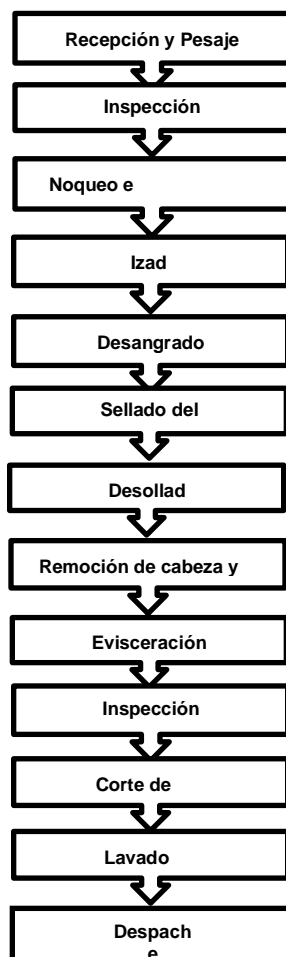 Recepción y Pesaje
Inspección
Noqueo e
Izad
Desangrado
Sellado del
Desollad
Remoción de cabeza y
Evisceración
Inspección
Corte de
Lavado
Despach
e